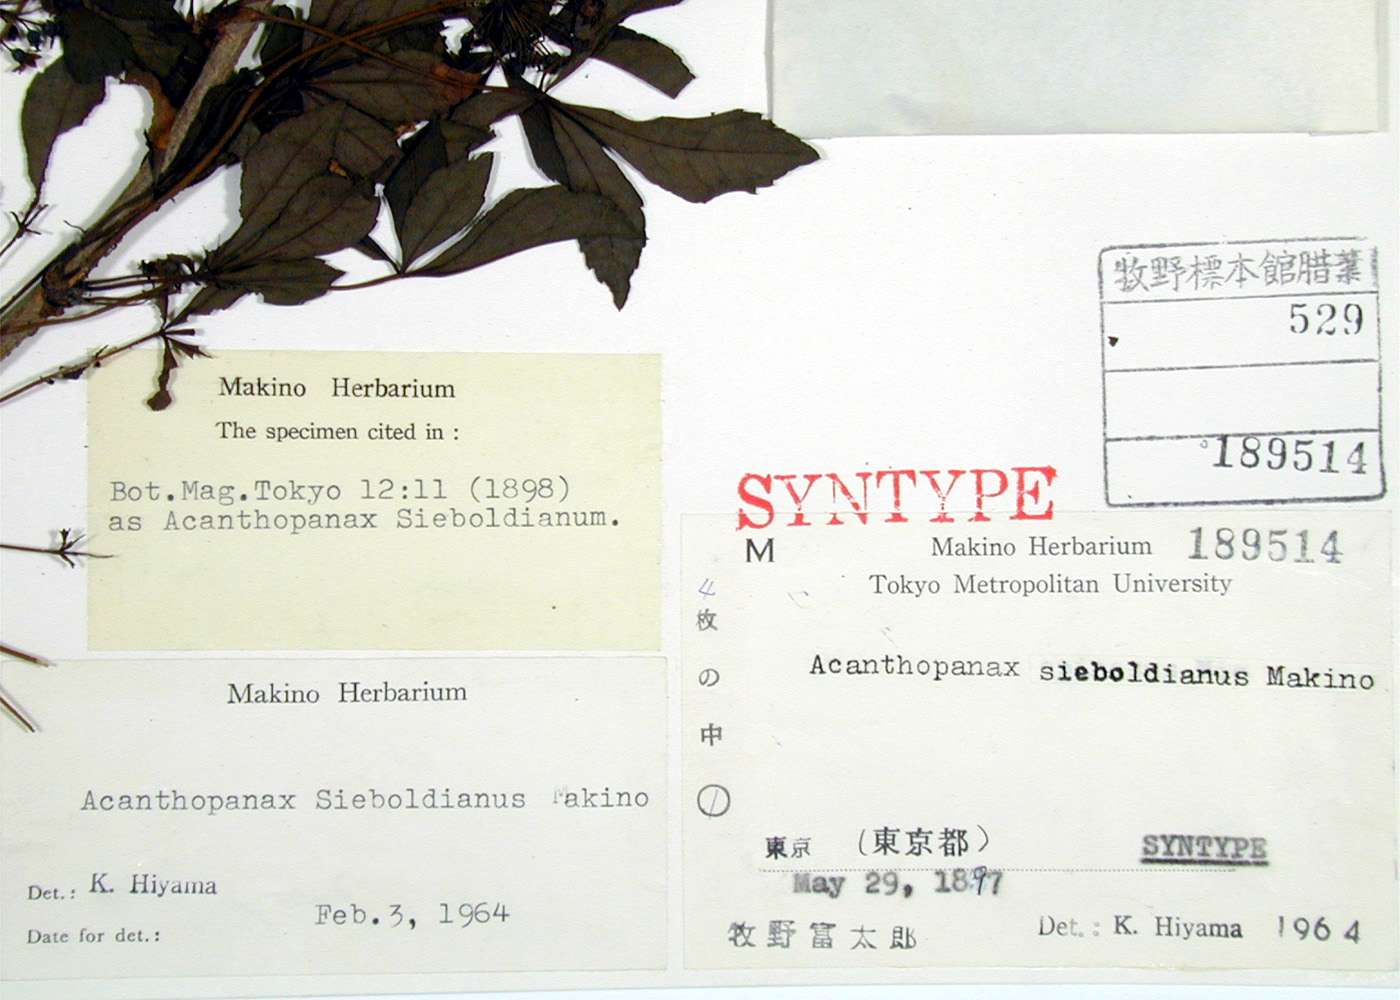 牧野標本館腊葉
529
189514
Makino Herbarium
The specimen cited in :
Bot.Mag.Tokyo 12:11 (1898)
as Acanthopanax Sieboldianum.
Makino Herbarium
Acanthopanax Sieboldianus Makino
Det.: K. Hiyama
Feb.3, 1964
Date for det.:
SYNTYPE
M
Makino Herbarium 189514
Tokyo Metropolitan University
4枚の中①
Acanthopanax sieboldianus Makino
東京 (東京都) SYNTYPE
May 29, 1897
牧野富太郎 Det.: K. Hiyama 1964